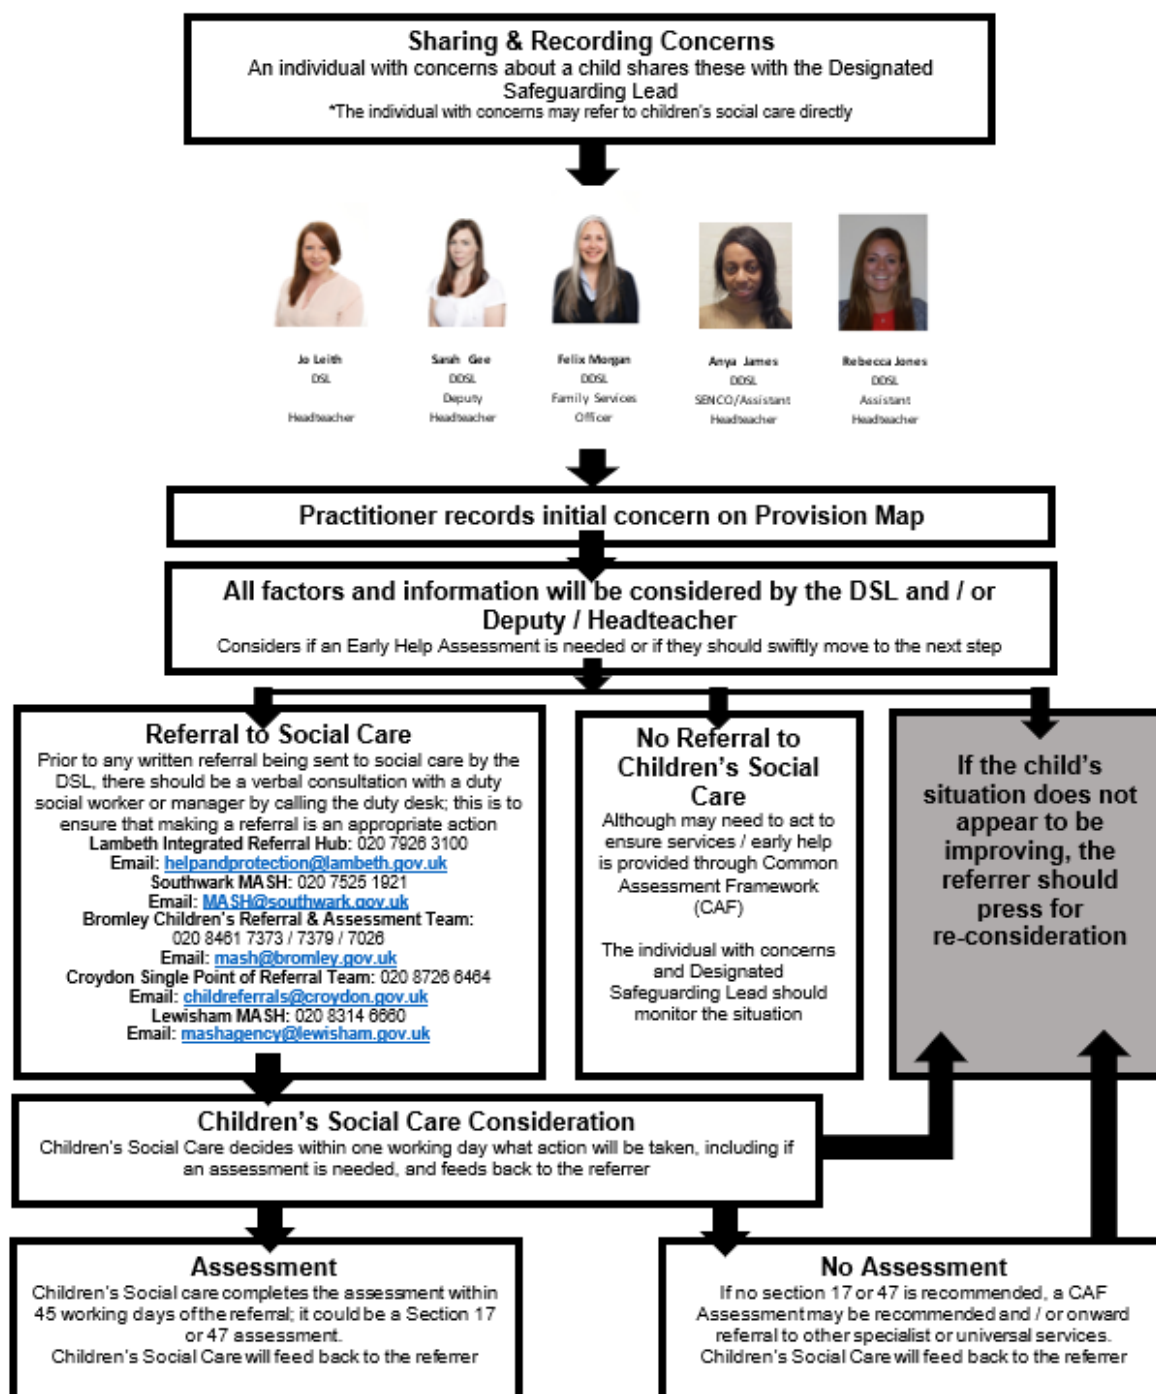 Sharing & Recording Concerns
An individual with concerns about a child shares these with the Designated
Safeguarding Lead
*The individual with concerns may refer to children's social care directly
Jo Leith
DSL
Headteacher
Sarah Gee
DDSL
Deputy
Headteacher
Felix Morgan
DDSL
Family Services
Officer
Anya James
DDSL
SENCO/Assistant
Headteacher
Rebecca Jones
DDSL
Assistant
Headteacher
Practitioner records initial concern on Provision Map
All factors and information will be considered by the DSL and / or
Deputy / Headteacher
Considers if an Early Help Assessment is needed or if they should swiftly move to the next step
Referral to Social Care
Prior to any written referral being sent to social care by the
DSL, there should be a verbal consultation with a duty
social worker or manager by calling the duty desk; this is to
ensure that making a referral is an appropriate action
Lambeth Integrated Referral Hub: 020 7926 3100
Email: helpandprotection@lambeth.gov.uk
Southwark MASH: 020 7525 1921
Email: MASH@southwark.gov.uk
Bromley Children's Referral & Assessment Team:
020 8461 7373 / 7379 / 7026
Email: mash@bromley.gov.uk
Croydon Single Point of Referral Team: 020 8726 6464
Email: childreferrals@croydon.gov.uk
Lewisham MASH: 020 8314 6660
Email: mashagency@lewisham.gov.uk
No Referral to
Children's Social
Care
Although may need to act to
ensure services / early help
is provided through Common
Assessment Framework
(CAF)
The individual with concerns
and Designated
Safeguarding Lead should
monitor the situation
If the child's
situation does not
appear to be
improving, the
referrer should
press for
re-consideration
Children's Social Care Consideration
Children's Social Care decides within one working day what action will be taken, including if
an assessment is needed, and feeds back to the referrer
Assessment
Children's Social care completes the assessment within
45 working days of the referral; it could be a Section 17
or 47 assessment.
Children's Social Care will feed back to the referrer
No Assessment
If no section 17 or 47 is recommended, a CAF
Assessment may be recommended and / or onward
referral to other specialist or universal services.
Children's Social Care will feed back to the referrer